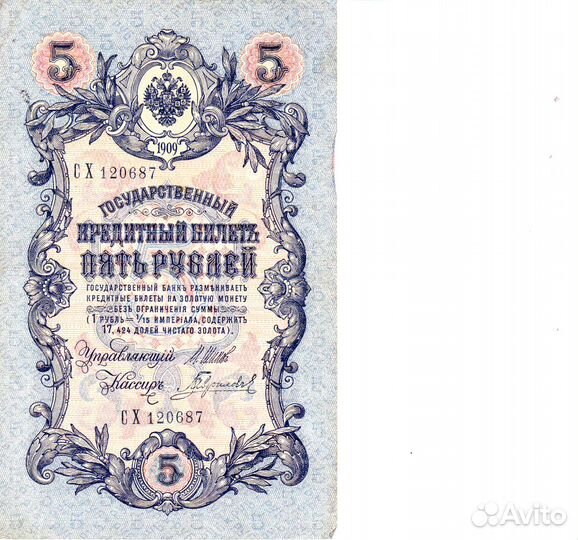 5 5
1909
СХ 120687
ГОСУДАРСТВЕННЫЙ
КРЕДИТНЫЙ БИЛЕТЪ
ПЯТЬ РУБЛЕЙ
ГОСУДАРСТВЕННЫЙ БАНКЪ РАЗМѢНИВАЕТЪ
КРЕДИТНЫЕ БИЛЕТЫ НА ЗОЛОТУЮ МОНЕТУ
БЕЗЪ ОГРАНИЧЕНІЯ СУММЫ
(1 РУБЛЬ = 1/15 ИМПЕРІАЛА, СОДЕРЖИТЪ
17,424 ДОЛЕЙ ЧИСТАГО ЗОЛОТА).
Управляющій
Кассиръ
СХ 120687
5
Avito